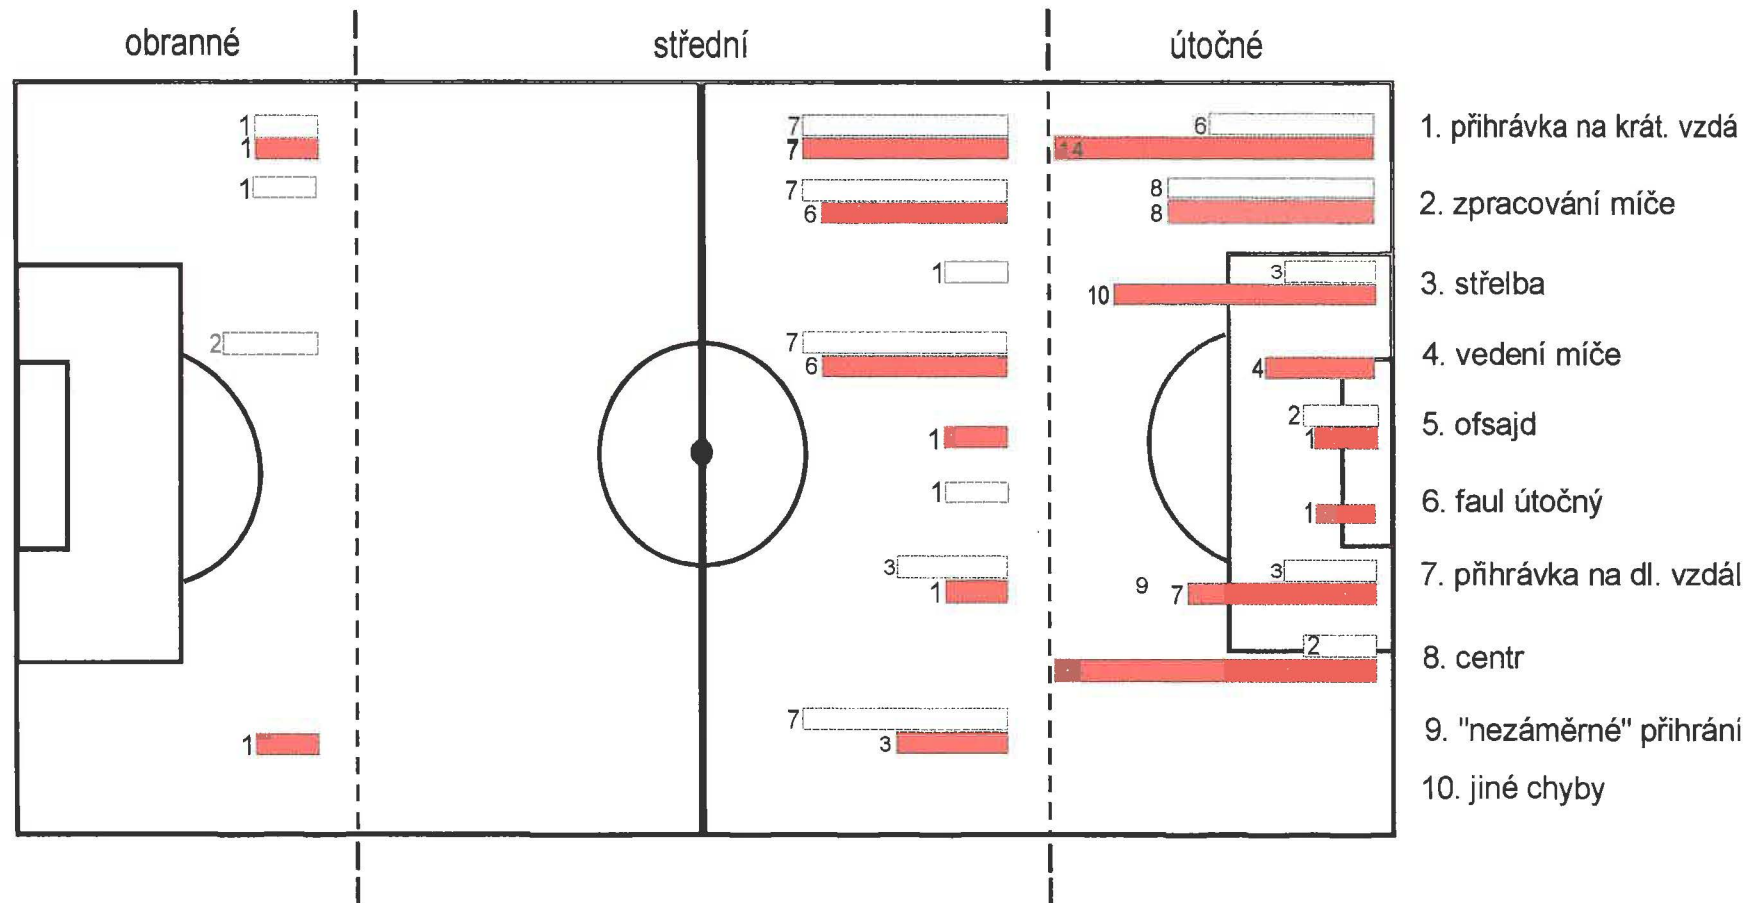 obranné střední útočné
1 7 6 1. přihrávka na krát. vzdá
1 7 14
1 7 8 2. zpracování míče
6 8
1 3 3. střelba
10
2 7 4. vedení míče
6 4
2 5. ofsajd
1 1
1 6. faul útočný
1
3 3 7. přihrávka na dl. vzdál
1 9 7
2 8. centr
7 9. "nezáměrné" přihrání
1 3
10. jiné chyby